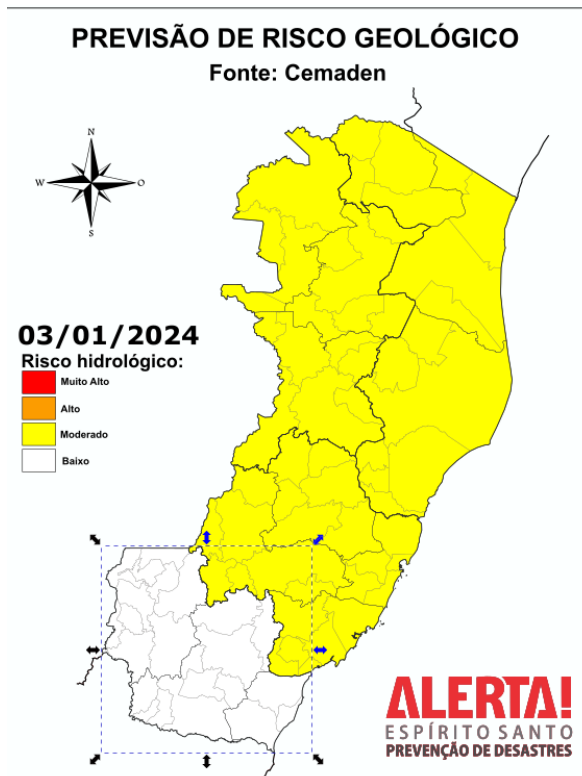 PREVISÃO DE RISCO GEOLÓGICO
Fonte: Cemaden
N
W
O
S
03/01/2024
Risco hidrológico:
Muito Alto
Alto
Moderado
Baixo
ALERTA!
ESPÍRITO SANTO
PREVENÇÃO DE DESASTRES